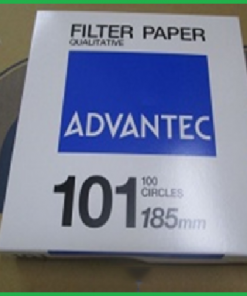 FILTER PAPER
QUALITATIVE
ADVANTEC
101 100
CIRCLES
185mm